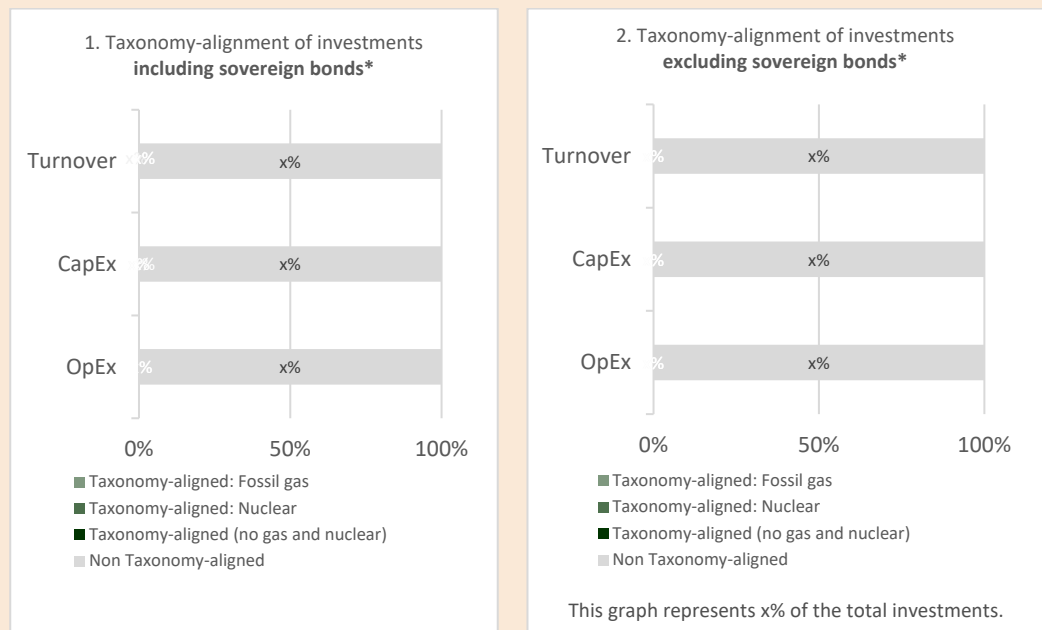 1. Taxonomy-alignment of investments
including sovereign bonds*
Turnover
x%
CapEx
x%
OpEx
%
x%
0%
50%
100%
Taxonomy-aligned: Fossil gas
Taxonomy-aligned: Nuclear
Taxonomy-aligned (no gas and nuclear)
Non Taxonomy-aligned
2. Taxonomy-alignment of investments
excluding sovereign bonds*
Turnover
%
x%
CapEx
%
x%
OpEx
%
x%
0%
50%
100%
Taxonomy-aligned: Fossil gas
Taxonomy-aligned: Nuclear
Taxonomy-aligned (no gas and nuclear)
Non Taxonomy-aligned
This graph represents x% of the total investments.